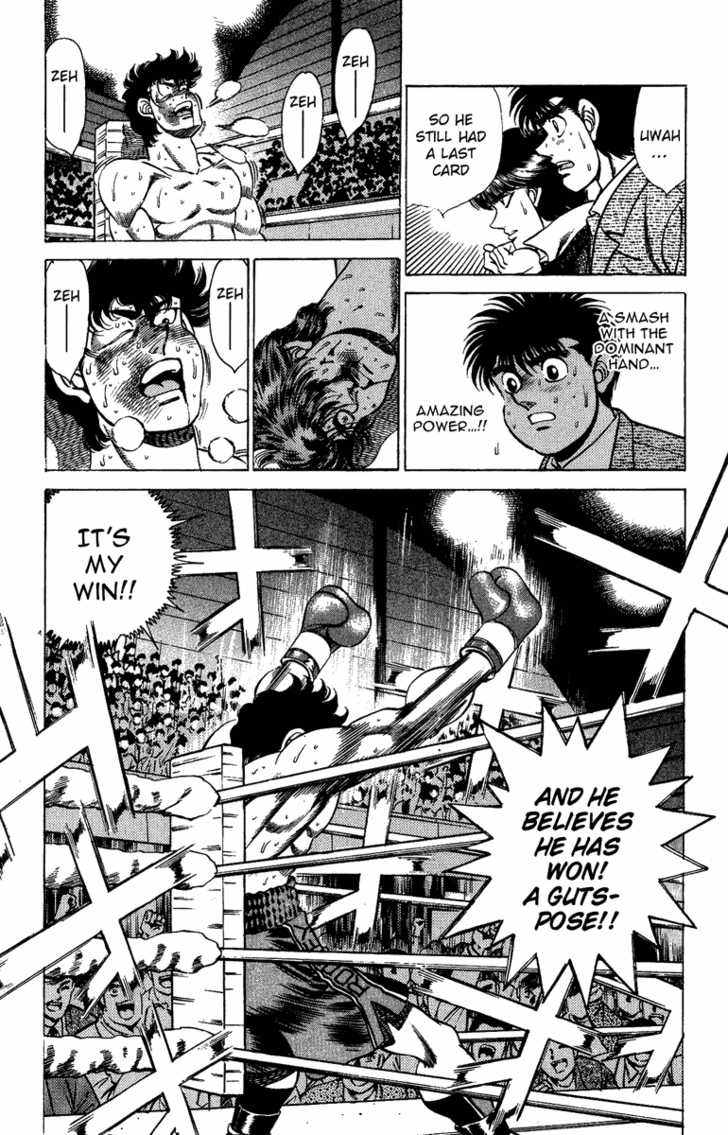 UWAH
...
SO HE
STILL HAD
A LAST
CARD
ZEH
—
ZEH
—
ZEH
—
A SMASH
WITH THE
DOMINANT
HAND...
AMAZING
POWER...!!
ZEH
—
ZEH
—
IT'S
MY
WIN!!
AND HE
BELIEVES
HE HAS
WON!
A GUTS-
POSE!!